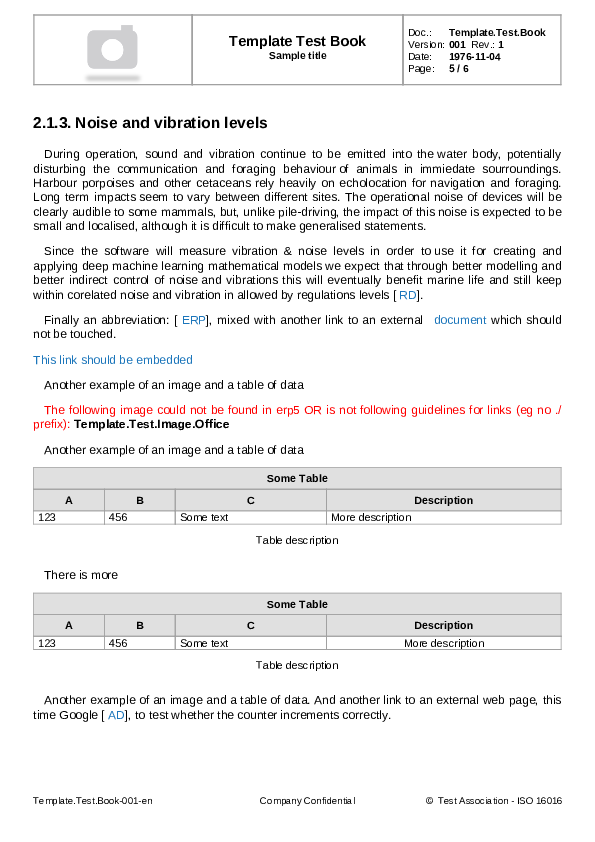 Template Test Book
Sample title
Doc.: Template.Test.Book
Version: 001 Rev.: 1
Date: 1976-11-04
Page: 5 / 6
2.1.3. Noise and vibration levels
During operation, sound and vibration continue to be emitted into the water body, potentially
disturbing the communication and foraging behaviour of animals in immiedate sourroundings.
Harbour porpoises and other cetaceans rely heavily on echolocation for navigation and foraging.
Long term impacts seem to vary between different sites. The operational noise of devices will be
clearly audible to some mammals, but, unlike pile-driving, the impact of this noise is expected to be
small and localised, although it is difficult to make generalised statements.
Since the software will measure vibration & noise levels in order to use it for creating and
applying deep machine learning mathematical models we expect that through better modelling and
better indirect control of noise and vibrations this will eventually benefit marine life and still keep
within corelated noise and vibration in allowed by regulations levels [ RD].
Finally an abbreviation: [ ERP], mixed with another link to an external document which should
not be touched.
This link should be embedded
Another example of an image and a table of data
The following image could not be found in erp5 OR is not following guidelines for links (eg no ./
prefix): Template.Test.Image.Office
Another example of an image and a table of data
Some Table
A B C Description
123 456 Some text More description
Table description
There is more
Some Table
A B C Description
123 456 Some text More description
Table description
Another example of an image and a table of data. And another link to an external web page, this
time Google [ AD], to test whether the counter increments correctly.
Template.Test.Book-001-en Company Confidential © Test Association - ISO 16016